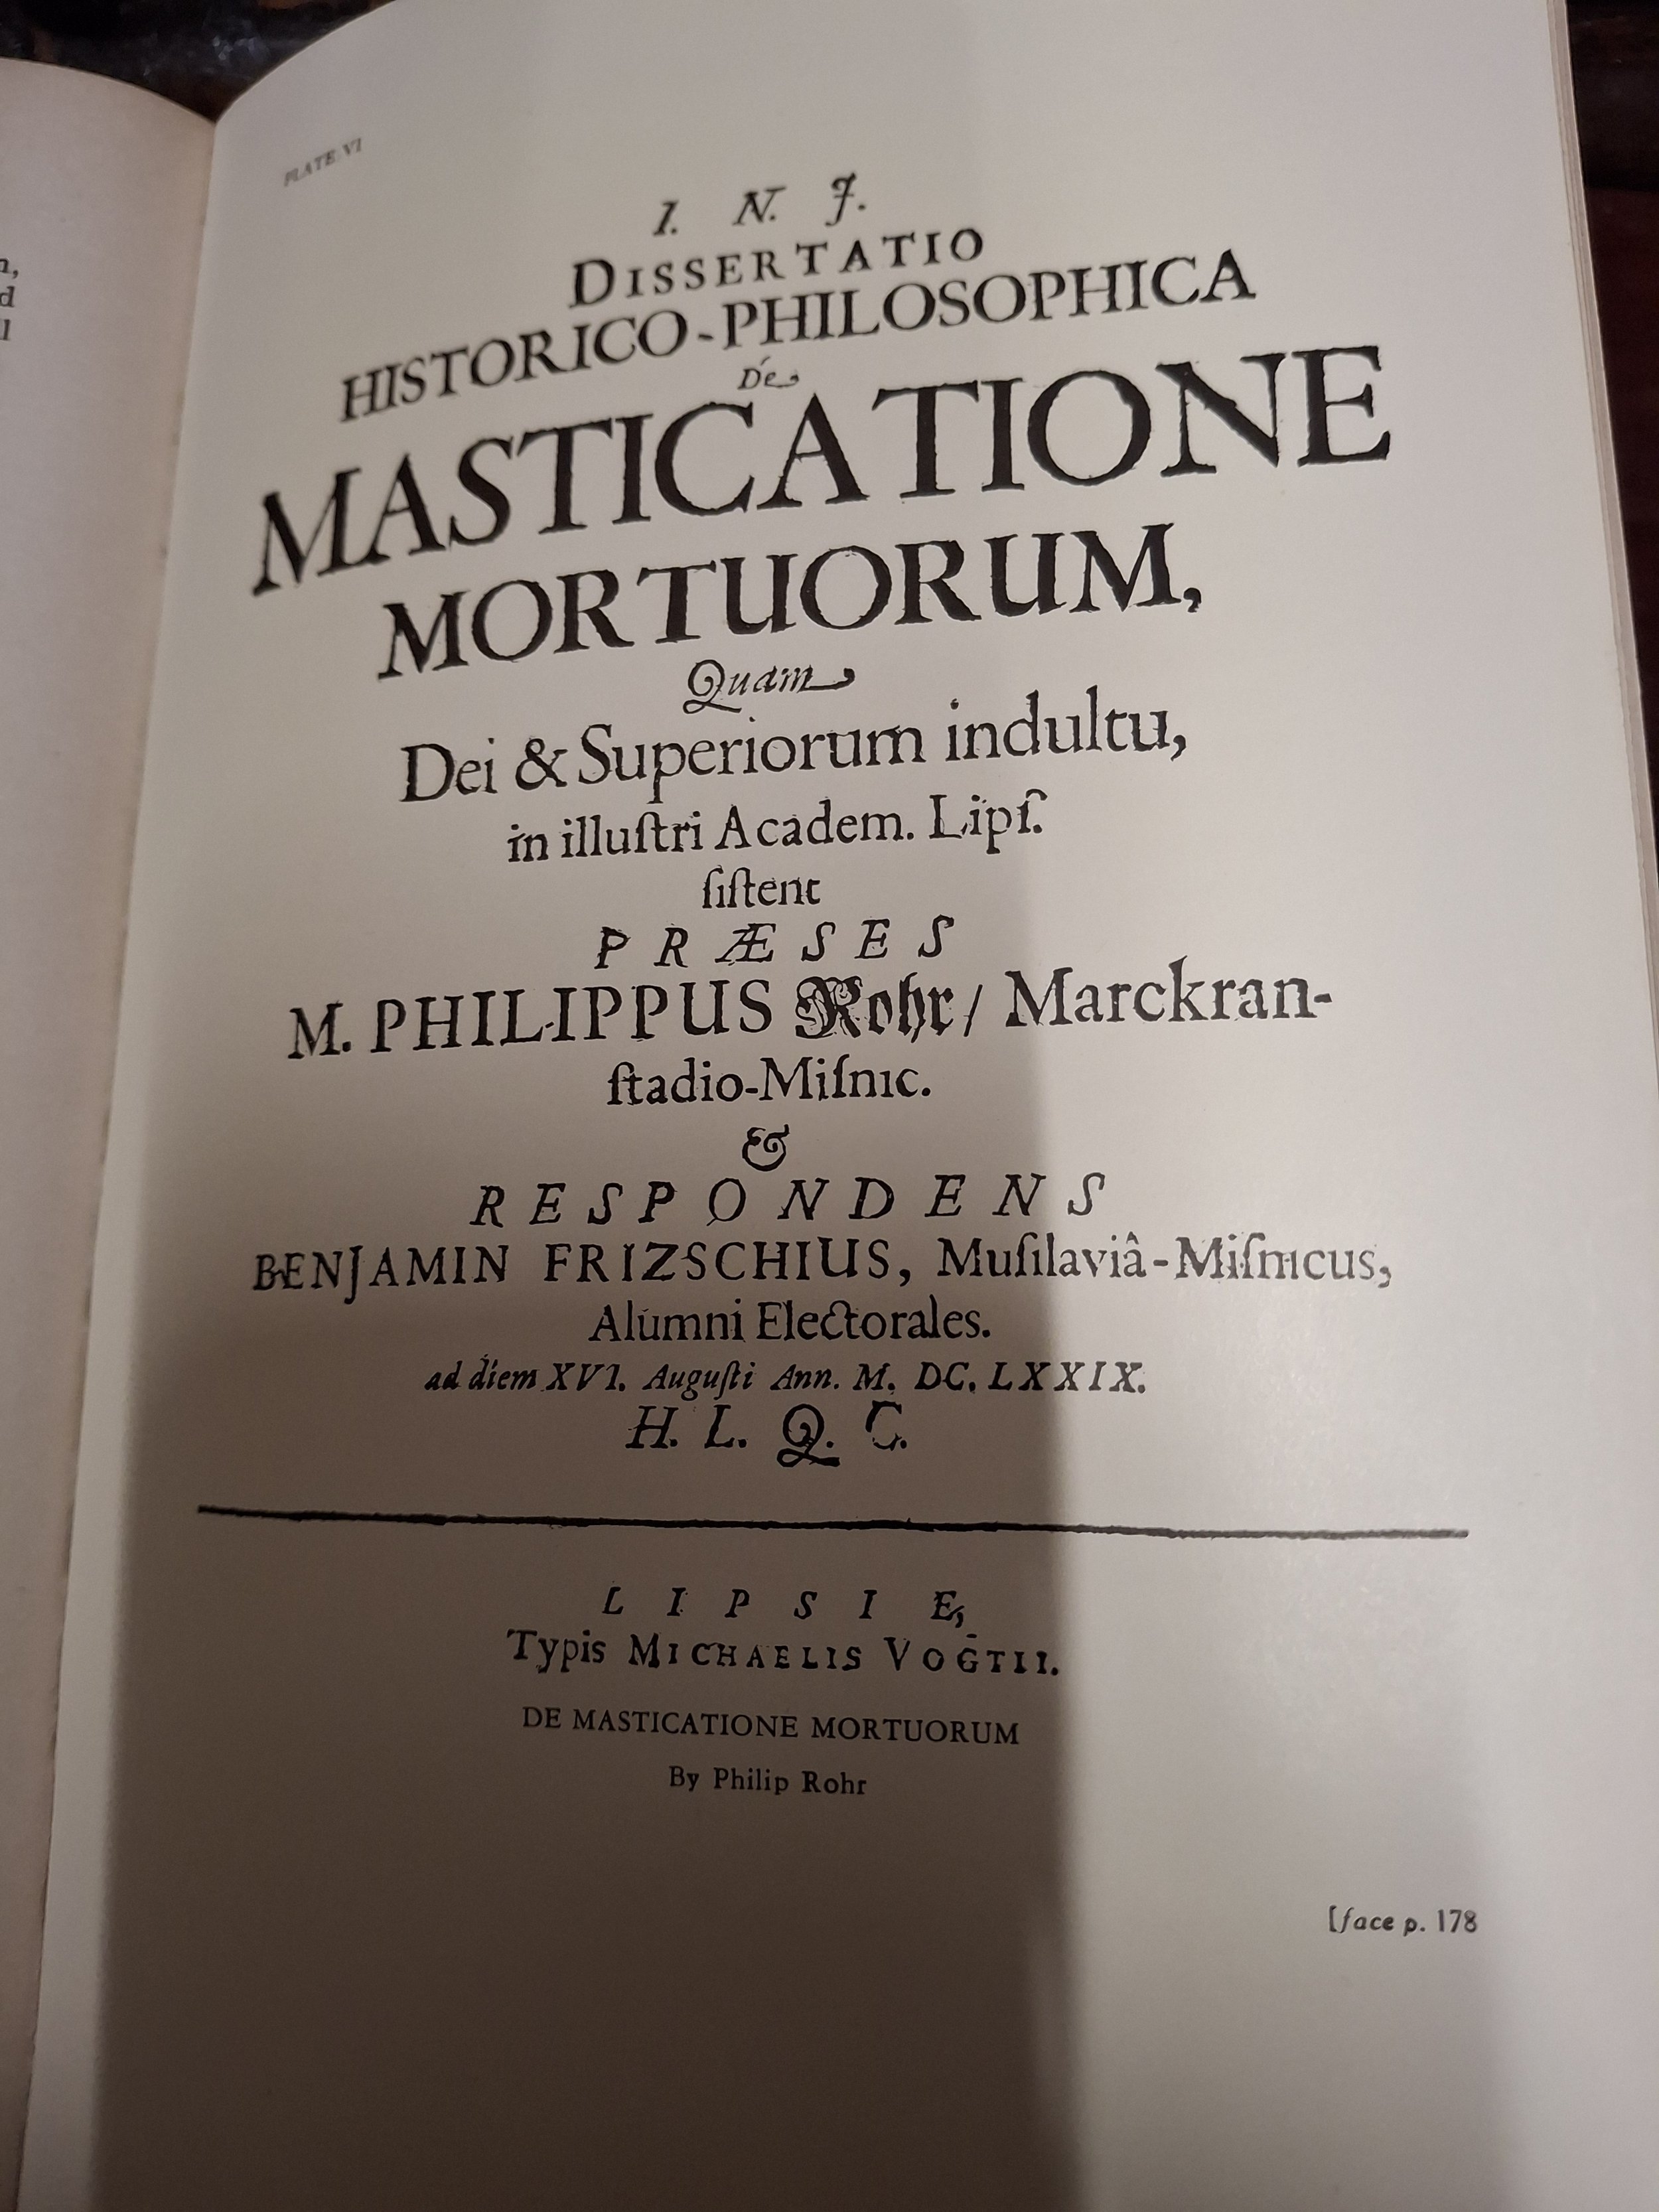 n,
d
l
PLATE VI
I. N. J.
DISSERTATIO
HISTORICO-PHILOSOPHICA
De
MASTICATIONE
MORTUORUM,
Quam
Dei & Superiorum indultu,
in illuſtri Academ. Lipſ.
ſiſtent
PRÆSES
M. PHILIPPUS Rohr/ Marckran-
ſtadio-Miſnic.
&
RESPONDENS
BENJAMIN FRIZSCHIUS, Muſilaviâ-Miſnicus,
Alumni Electorales.
ad diem XVI. Auguſti Ann. M. DC. LXXIX.
H. L. Q. C.
LIPSIE,
Typis MICHAELIS VOGTII.
DE MASTICATIONE MORTUORUM
By Philip Rohr
[face p. 178